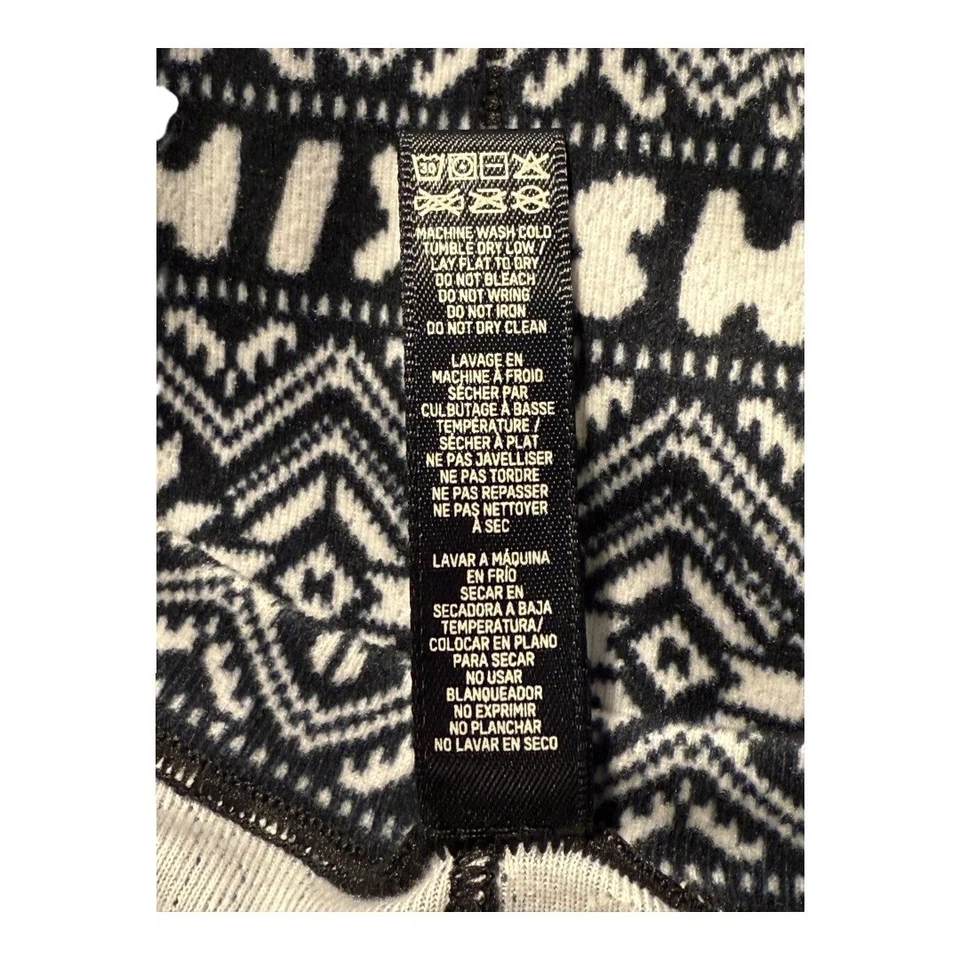 30
MACHINE WASH COLD
TUMBLE DRY LOW /
LAY FLAT TO DRY
DO NOT BLEACH
DO NOT WRING
DO NOT IRON
DO NOT DRY CLEAN
LAVAGE EN
MACHINE À FROID
SÉCHER PAR
CULBUTAGE À BASSE
TEMPÉRATURE /
SÉCHER À PLAT
NE PAS JAVELLISER
NE PAS TORDRE
NE PAS REPASSER
NE PAS NETTOYER
À SEC
LAVAR A MÁQUINA
EN FRÍO
SECAR EN
SECADORA A BAJA
TEMPERATURA/
COLOCAR EN PLANO
PARA SECAR
NO USAR
BLANQUEADOR
NO EXPRIMIR
NO PLANCHAR
NO LAVAR EN SECO